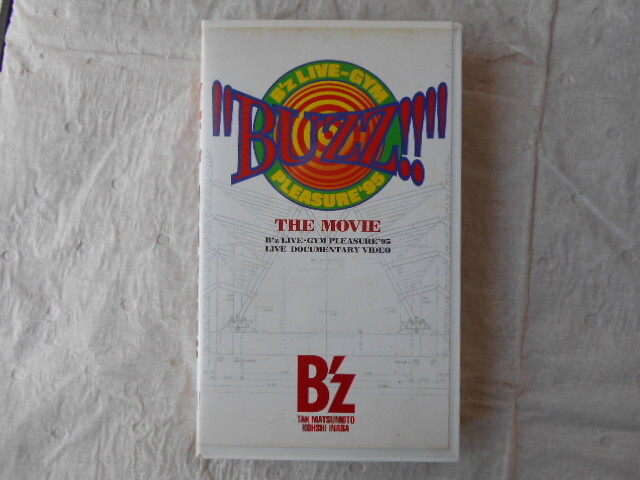 B'z LIVE-GYM
"BUZZ!!"
PLEASURE'95
THE MOVIE
B'z LIVE-GYM PLEASURE'95
LIVE DOCUMENTARY VIDEO
B'z
TAK MATSUMOTO
KOHSHI INABA